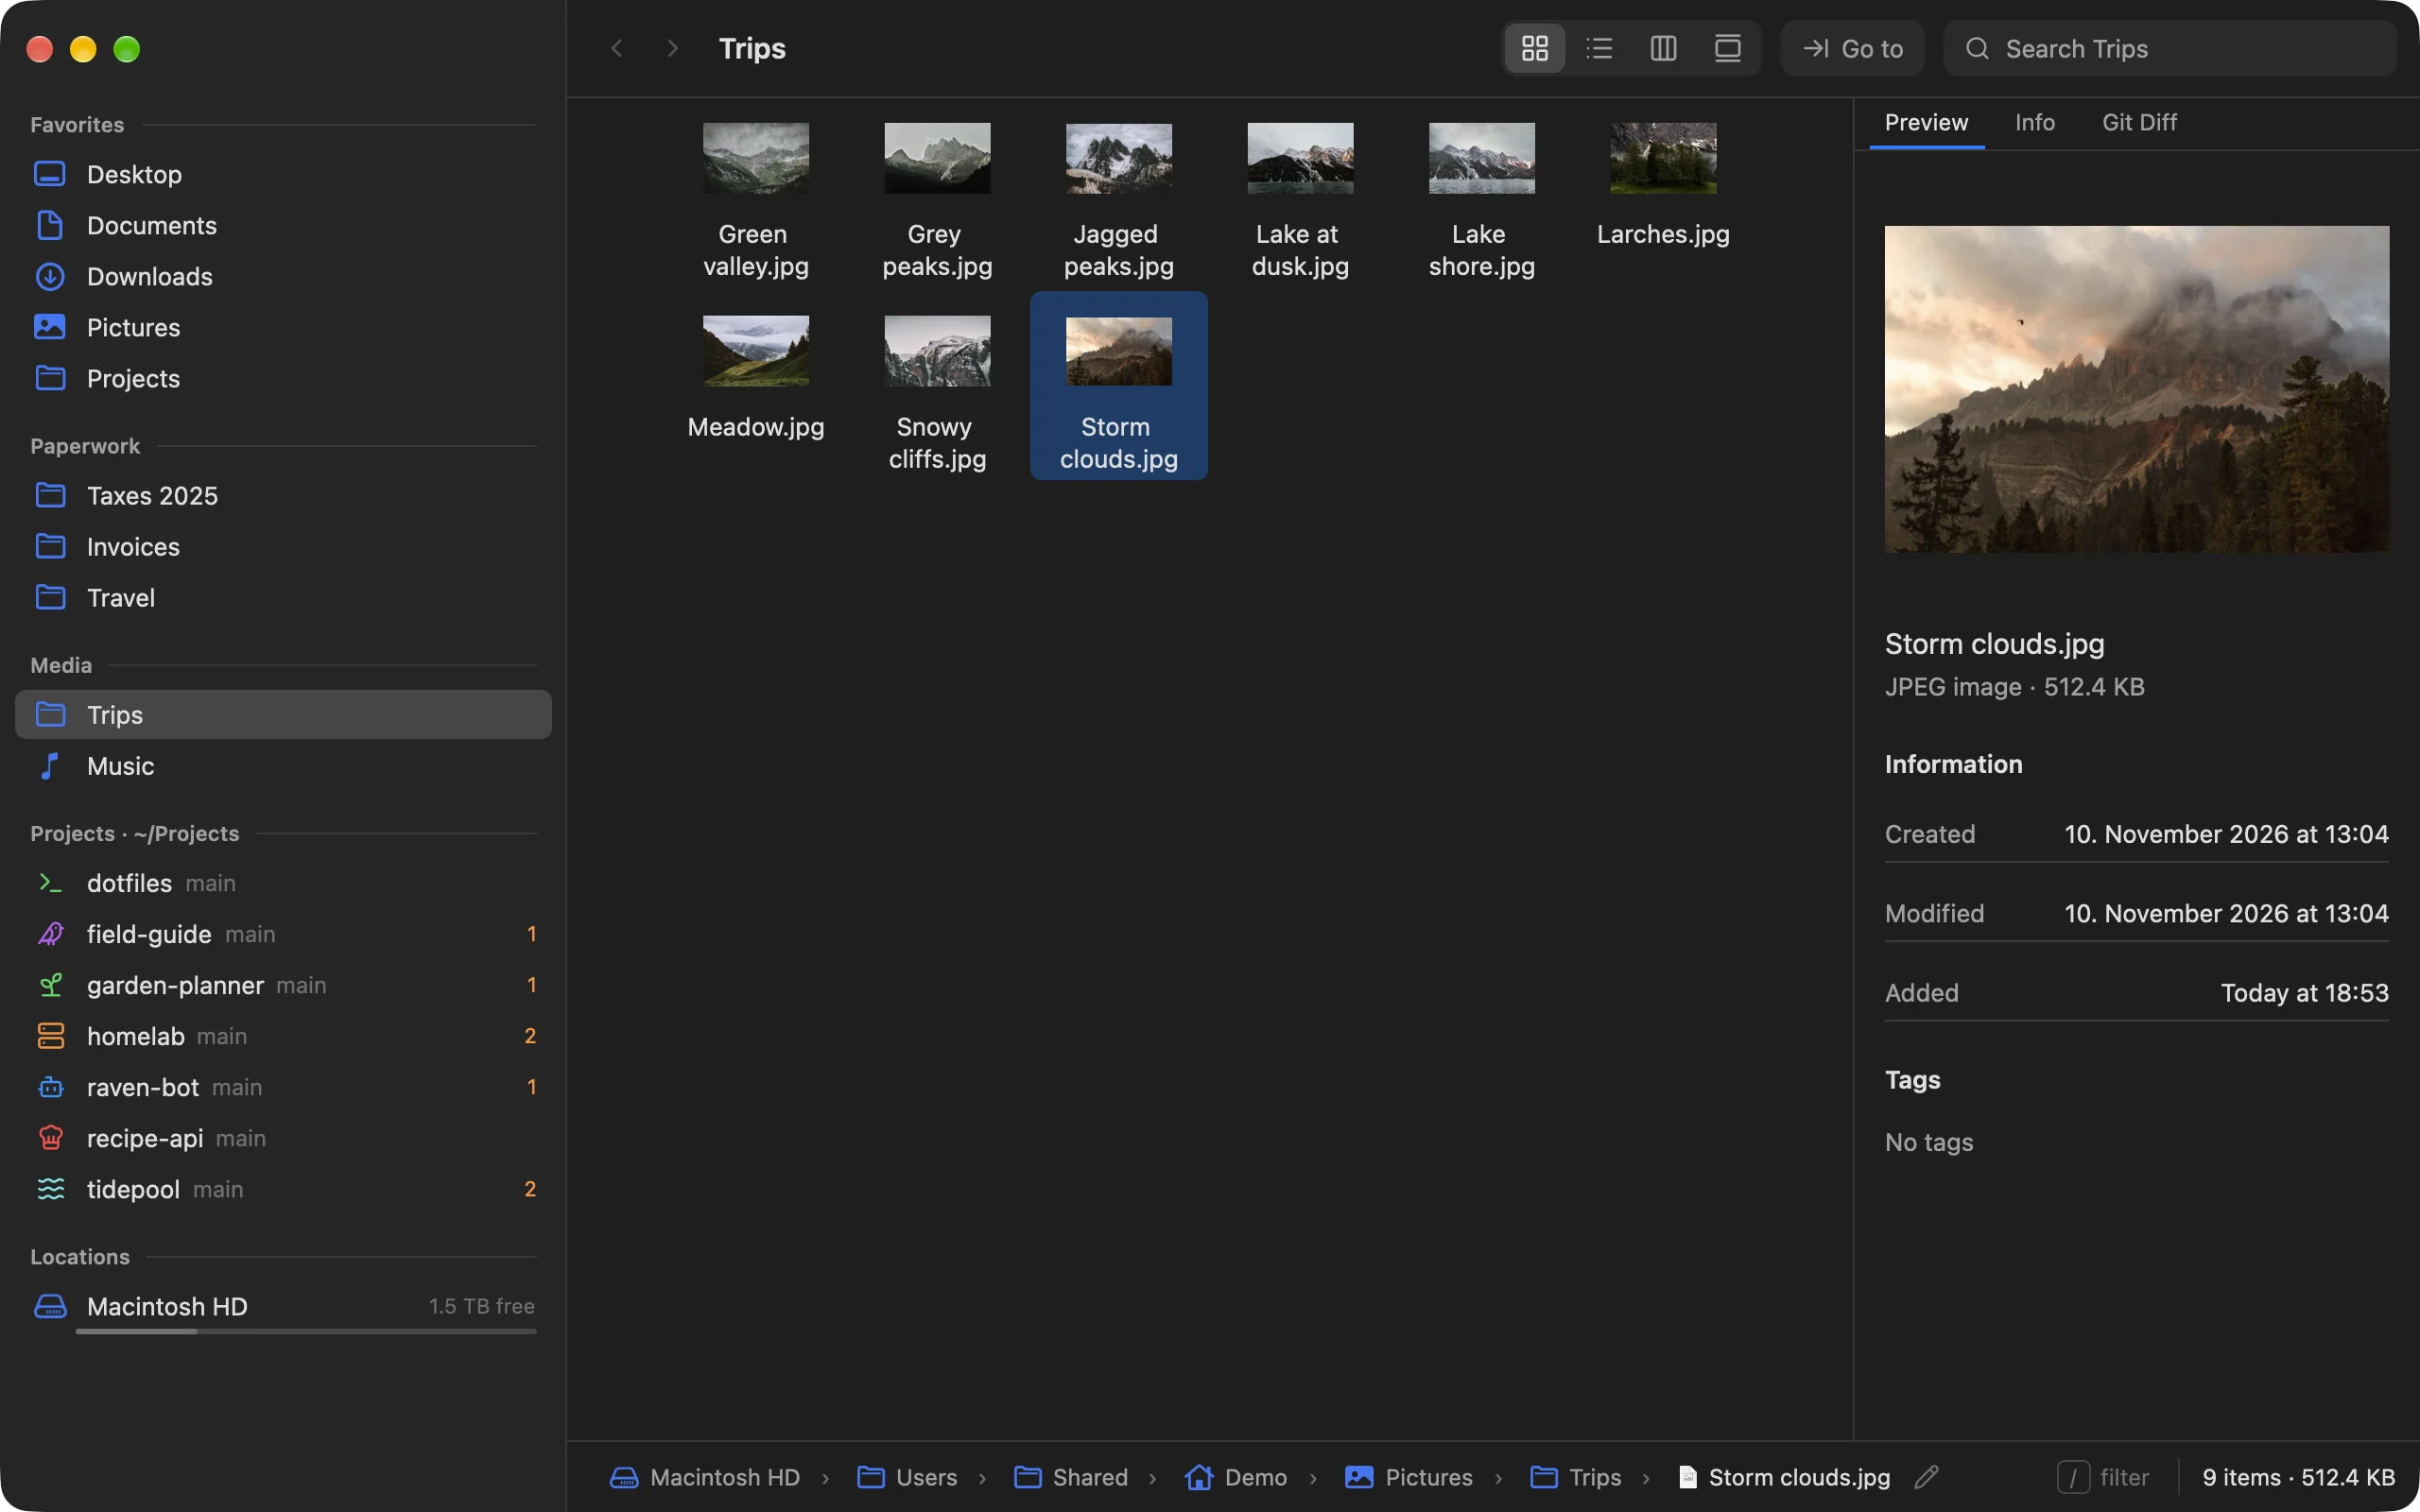 Trips
Go to
Search Trips
Favorites
Desktop
Documents
Downloads
Pictures
Projects
Paperwork
Taxes 2025
Invoices
Travel
Media
Trips
Music
Projects · ~/Projects
dotfiles main
field-guide main 1
garden-planner main 1
homelab main 2
raven-bot main 1
recipe-api main
tidepool main 2
Locations
Macintosh HD 1.5 TB free
Green
valley.jpg
Grey
peaks.jpg
Jagged
peaks.jpg
Lake at
dusk.jpg
Lake
shore.jpg
Larches.jpg
Meadow.jpg
Snowy
cliffs.jpg
Storm
clouds.jpg
Preview Info Git Diff
Storm clouds.jpg
JPEG image · 512.4 KB
Information
Created 10. November 2026 at 13:04
Modified 10. November 2026 at 13:04
Added Today at 18:53
Tags
No tags
Macintosh HD › Users › Shared › Demo › Pictures › Trips › Storm clouds.jpg
/ filter
9 items · 512.4 KB